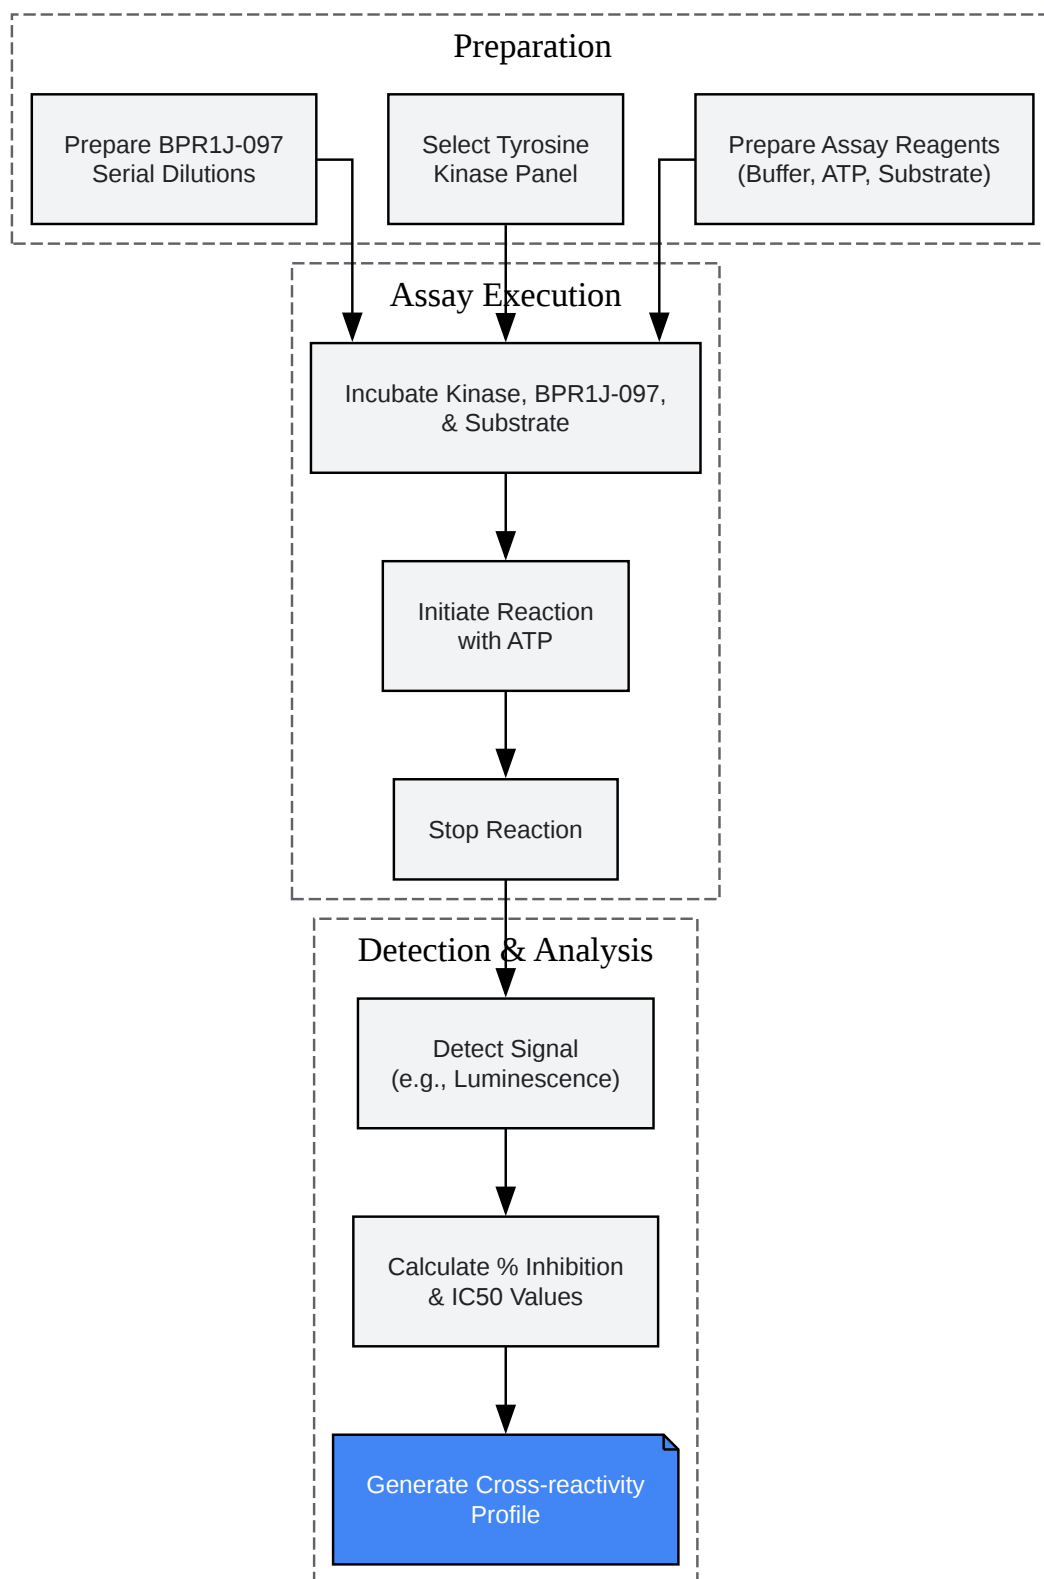 Preparation
Prepare BPR1J-097
Serial Dilutions
Select Tyrosine
Kinase Panel
Prepare Assay Reagents
(Buffer, ATP, Substrate)
Assay Execution
Incubate Kinase, BPR1J-097,
& Substrate
Initiate Reaction
with ATP
Stop Reaction
Detection & Analysis
Detect Signal
(e.g., Luminescence)
Calculate % Inhibition
& IC50 Values
Generate Cross-reactivity
Profile